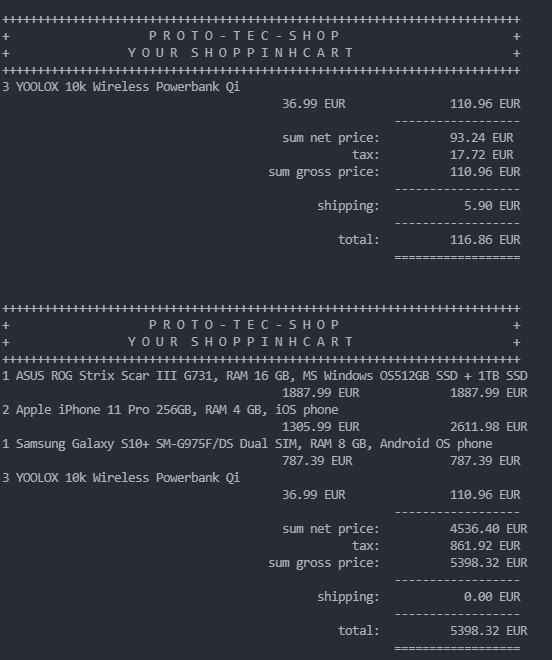 ++++++++++++++++++++++++++++++++++++++++++++++++++++++++++++++++++++++++++
+ P R O T O - T E C - S H O P +
+ Y O U R S H O P P I N H C A R T +
++++++++++++++++++++++++++++++++++++++++++++++++++++++++++++++++++++++++++
3 YOOLOX 10k Wireless Powerbank Qi
36.99 EUR 110.96 EUR
------------------
sum net price: 93.24 EUR
tax: 17.72 EUR
sum gross price: 110.96 EUR
------------------
shipping: 5.90 EUR
------------------
total: 116.86 EUR
==================
++++++++++++++++++++++++++++++++++++++++++++++++++++++++++++++++++++++++++
+ P R O T O - T E C - S H O P +
+ Y O U R S H O P P I N H C A R T +
++++++++++++++++++++++++++++++++++++++++++++++++++++++++++++++++++++++++++
1 ASUS ROG Strix Scar III G731, RAM 16 GB, MS Windows OS512GB SSD + 1TB SSD
1887.99 EUR 1887.99 EUR
2 Apple iPhone 11 Pro 256GB, RAM 4 GB, iOS phone
1305.99 EUR 2611.98 EUR
1 Samsung Galaxy S10+ SM-G975F/DS Dual SIM, RAM 8 GB, Android OS phone
787.39 EUR 787.39 EUR
3 YOOLOX 10k Wireless Powerbank Qi
36.99 EUR 110.96 EUR
------------------
sum net price: 4536.40 EUR
tax: 861.92 EUR
sum gross price: 5398.32 EUR
------------------
shipping: 0.00 EUR
------------------
total: 5398.32 EUR
==================